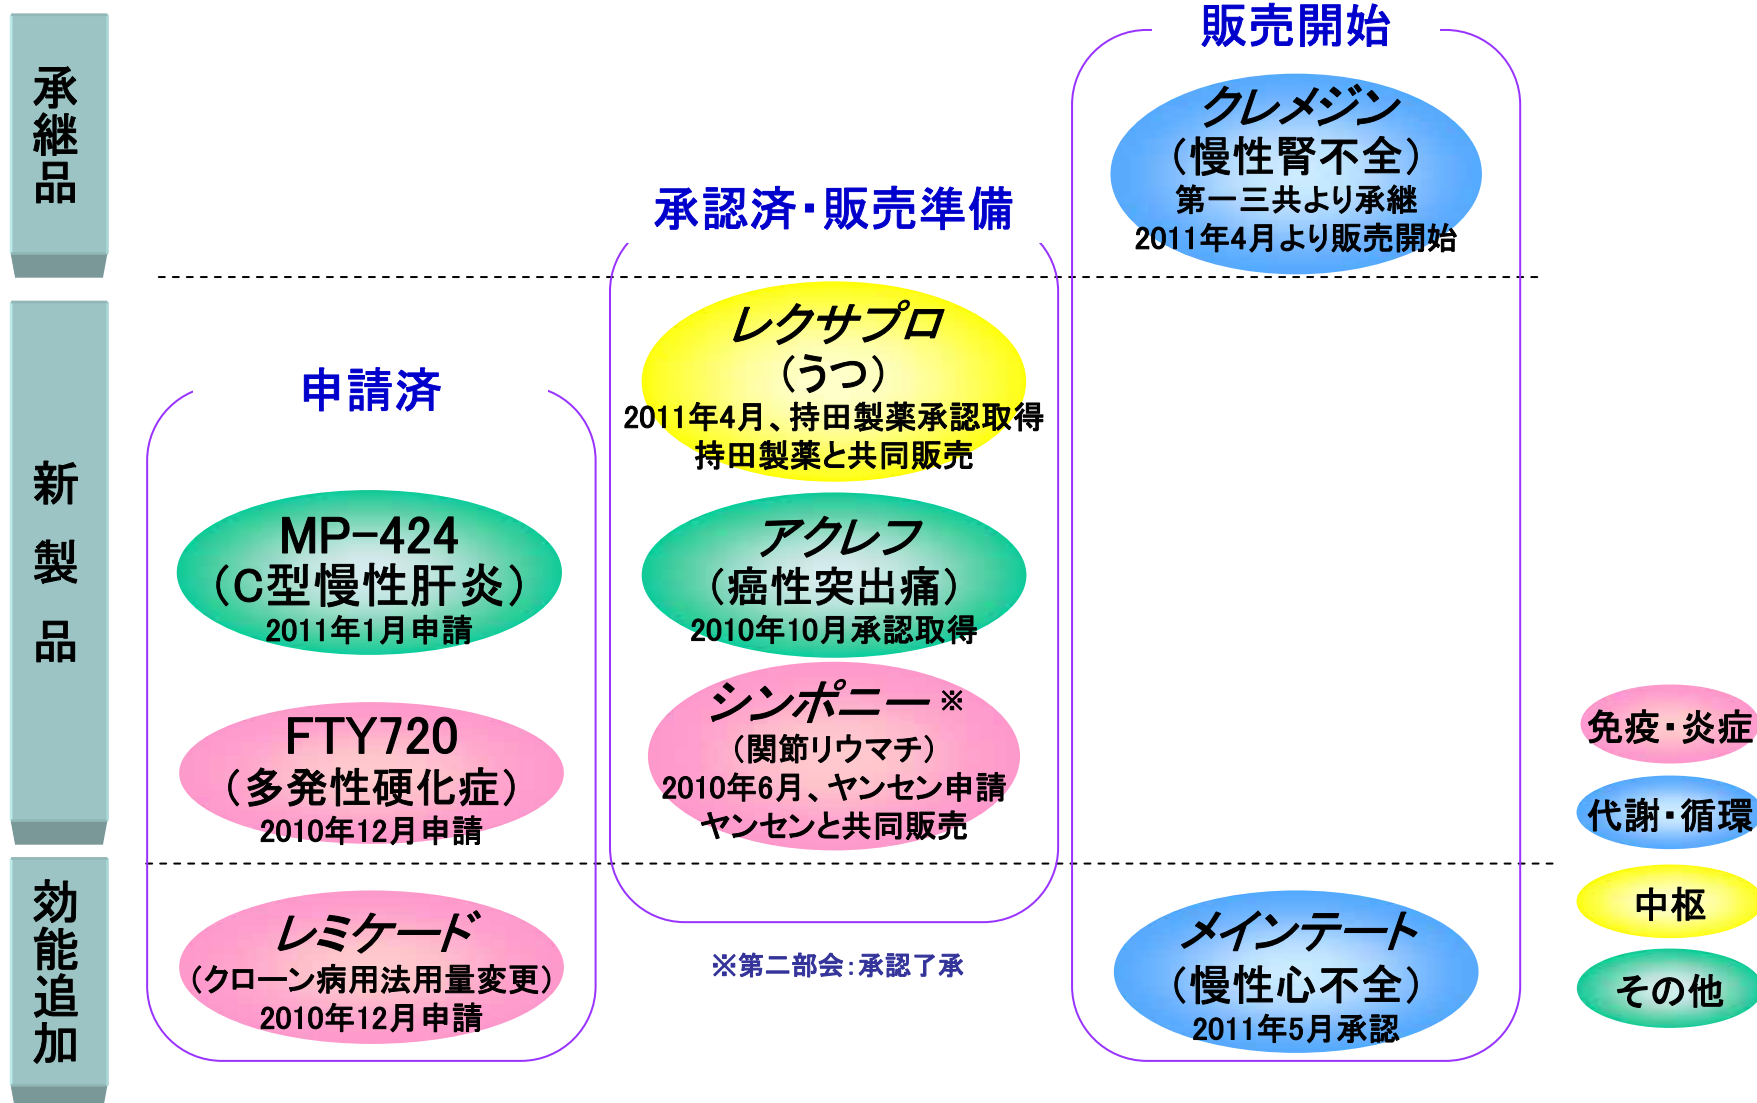 承継品
販売開始
クレメジン
（慢性腎不全）
第一三共より承継
2011年4月より販売開始
新製品
申請済
MP-424
（C型慢性肝炎）
2011年1月申請
FTY720
（多発性硬化症）
2010年12月申請
承認済・販売準備
レクサプロ
（うつ）
2011年4月、持田製薬承認取得
持田製薬と共同販売
アクレフ
（癌性突出痛）
2010年10月承認取得
シンポニー※
（関節リウマチ）
2010年6月、ヤンセン申請
ヤンセンと共同販売
効能追加
レミケード
（クローン病用法用量変更）
2010年12月申請
※第二部会：承認了承
メインテート
（慢性心不全）
2011年5月承認
免疫・炎症
代謝・循環
中枢
その他